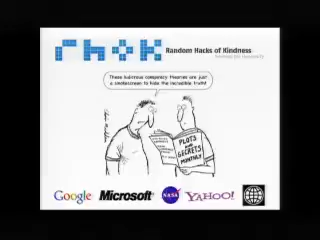 Random Hacks of Kindness
These ludicrous conspiracy theories are just
a smokescreen to hide the incredible truth!
PLOTS
AND
SECRETS
MONTHLY
Google Microsoft NASA YAHOO!